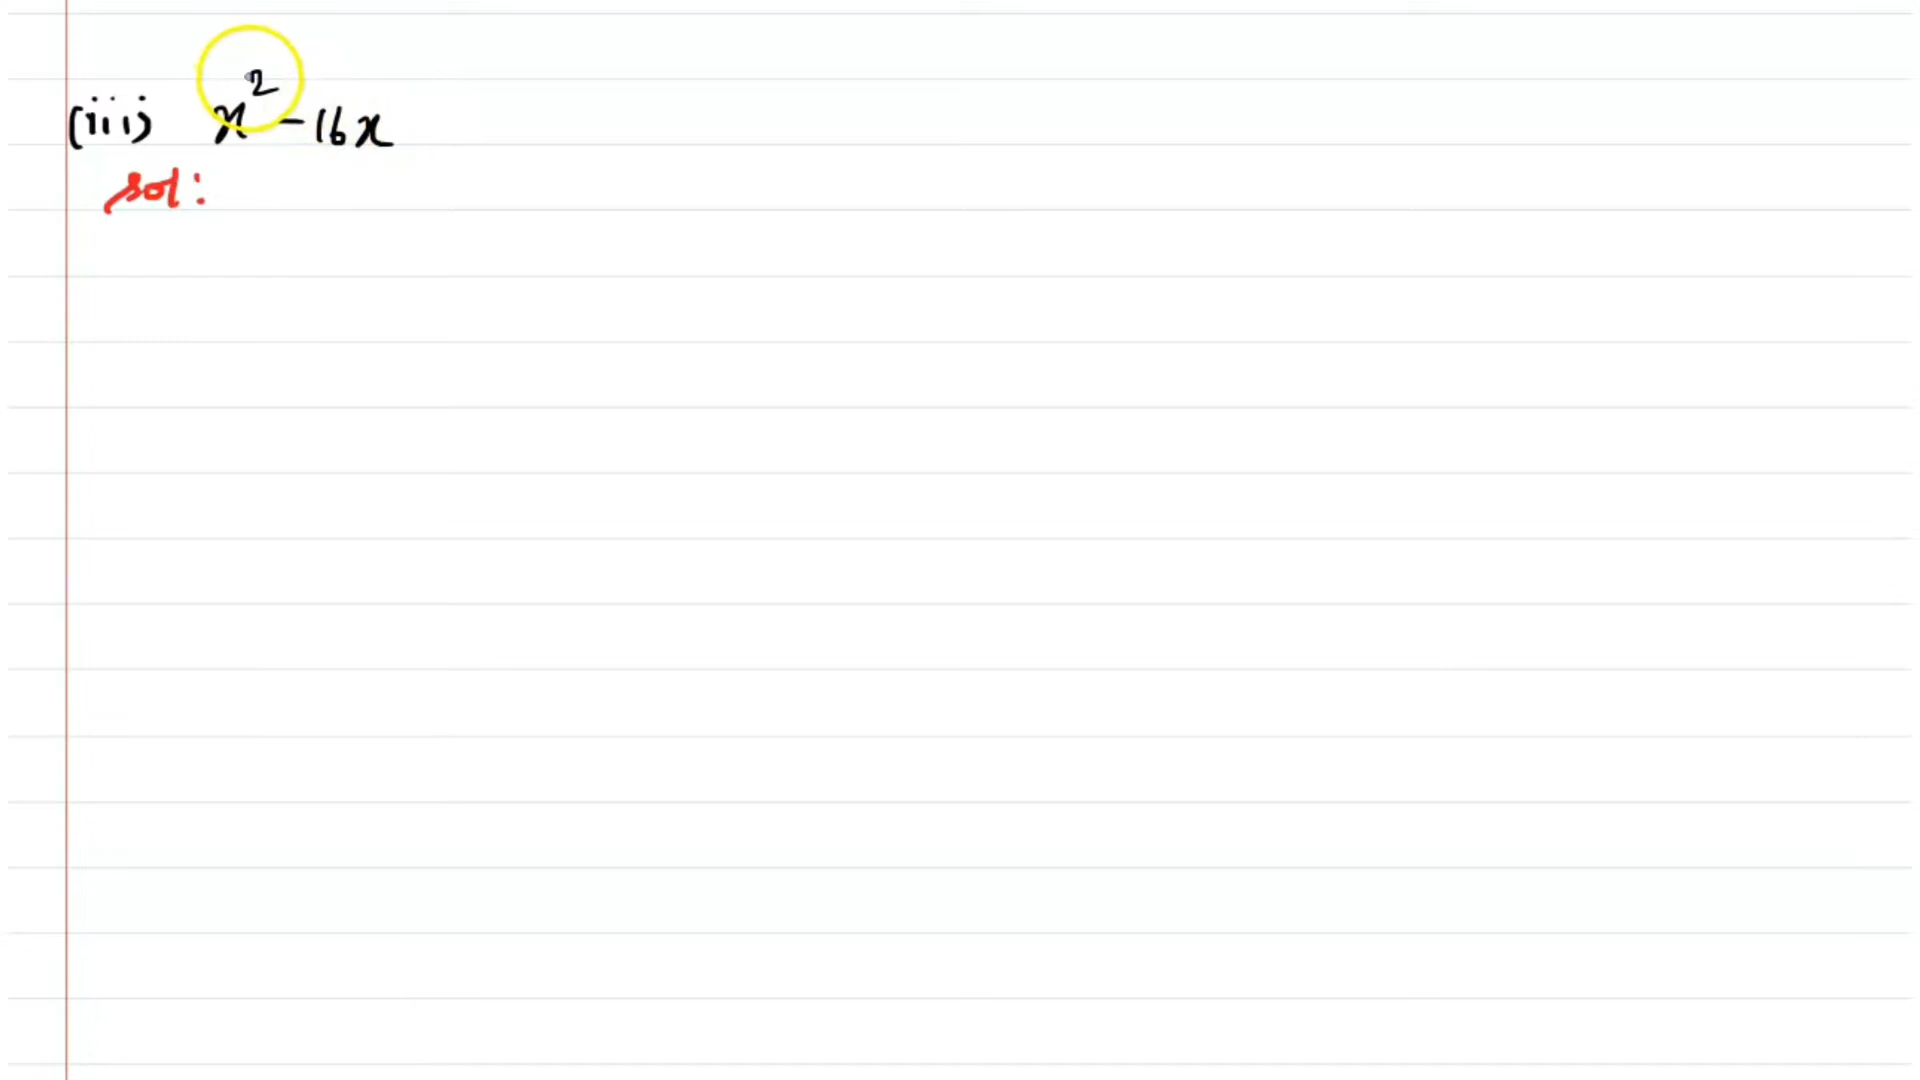 (iii) x² - 16x
sol: